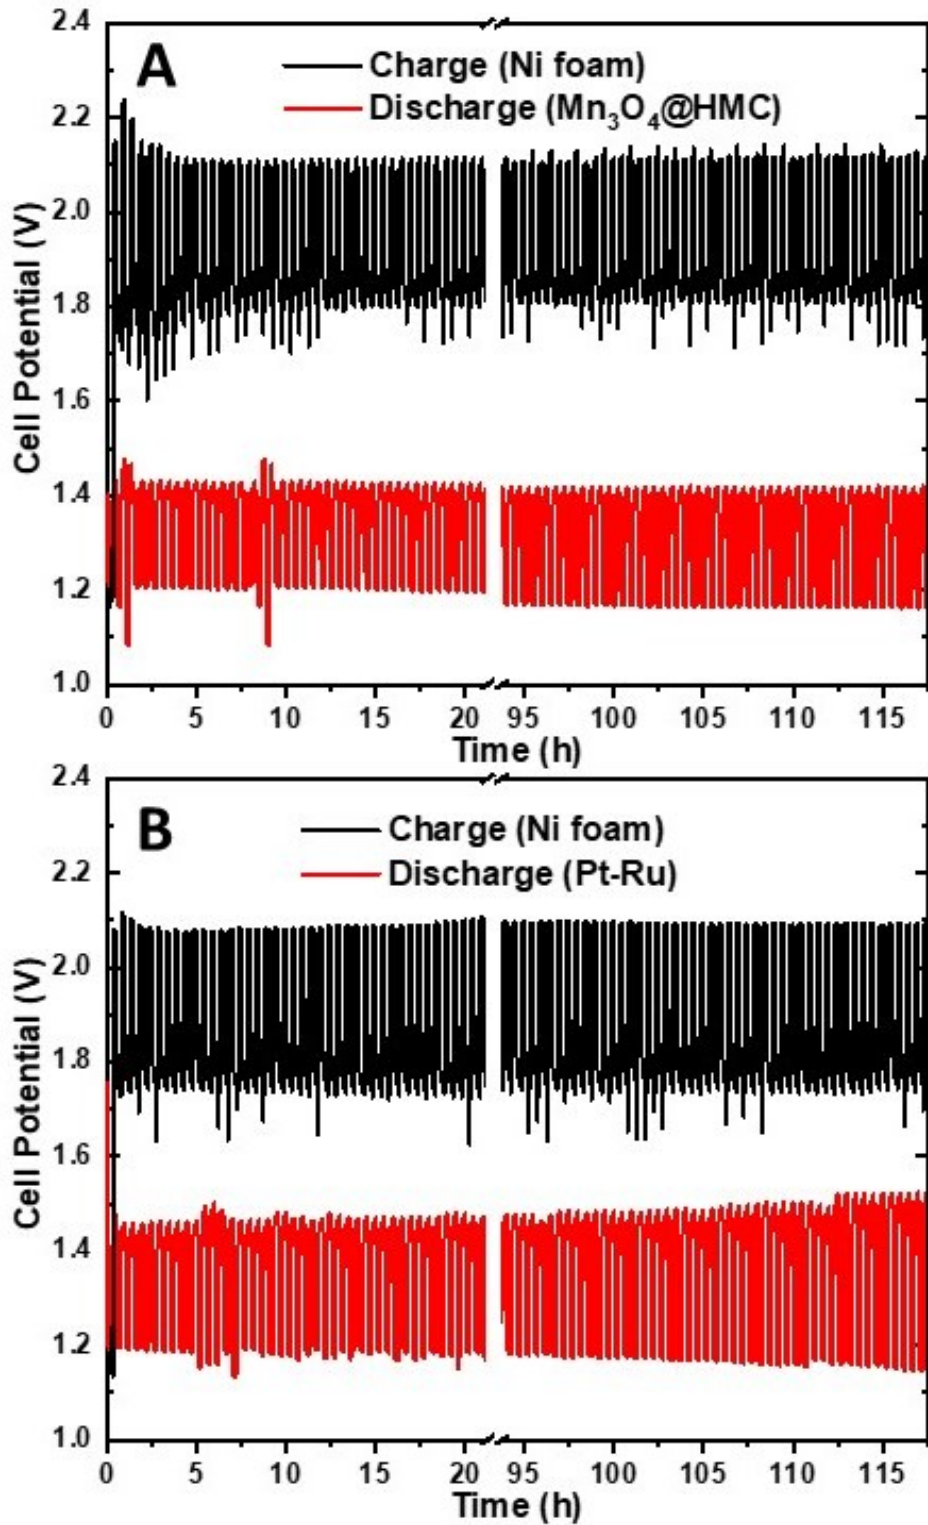 A
Charge (Ni foam)
Discharge (Mn₃O₄@HMC)
Cell Potential (V)
2.4
2.2
2.0
1.8
1.6
1.4
1.2
1.0
0 5 10 15 20 95 100 105 110 115
Time (h)
B
Charge (Ni foam)
Discharge (Pt-Ru)
Cell Potential (V)
2.4
2.2
2.0
1.8
1.6
1.4
1.2
1.0
0 5 10 15 20 95 100 105 110 115
Time (h)